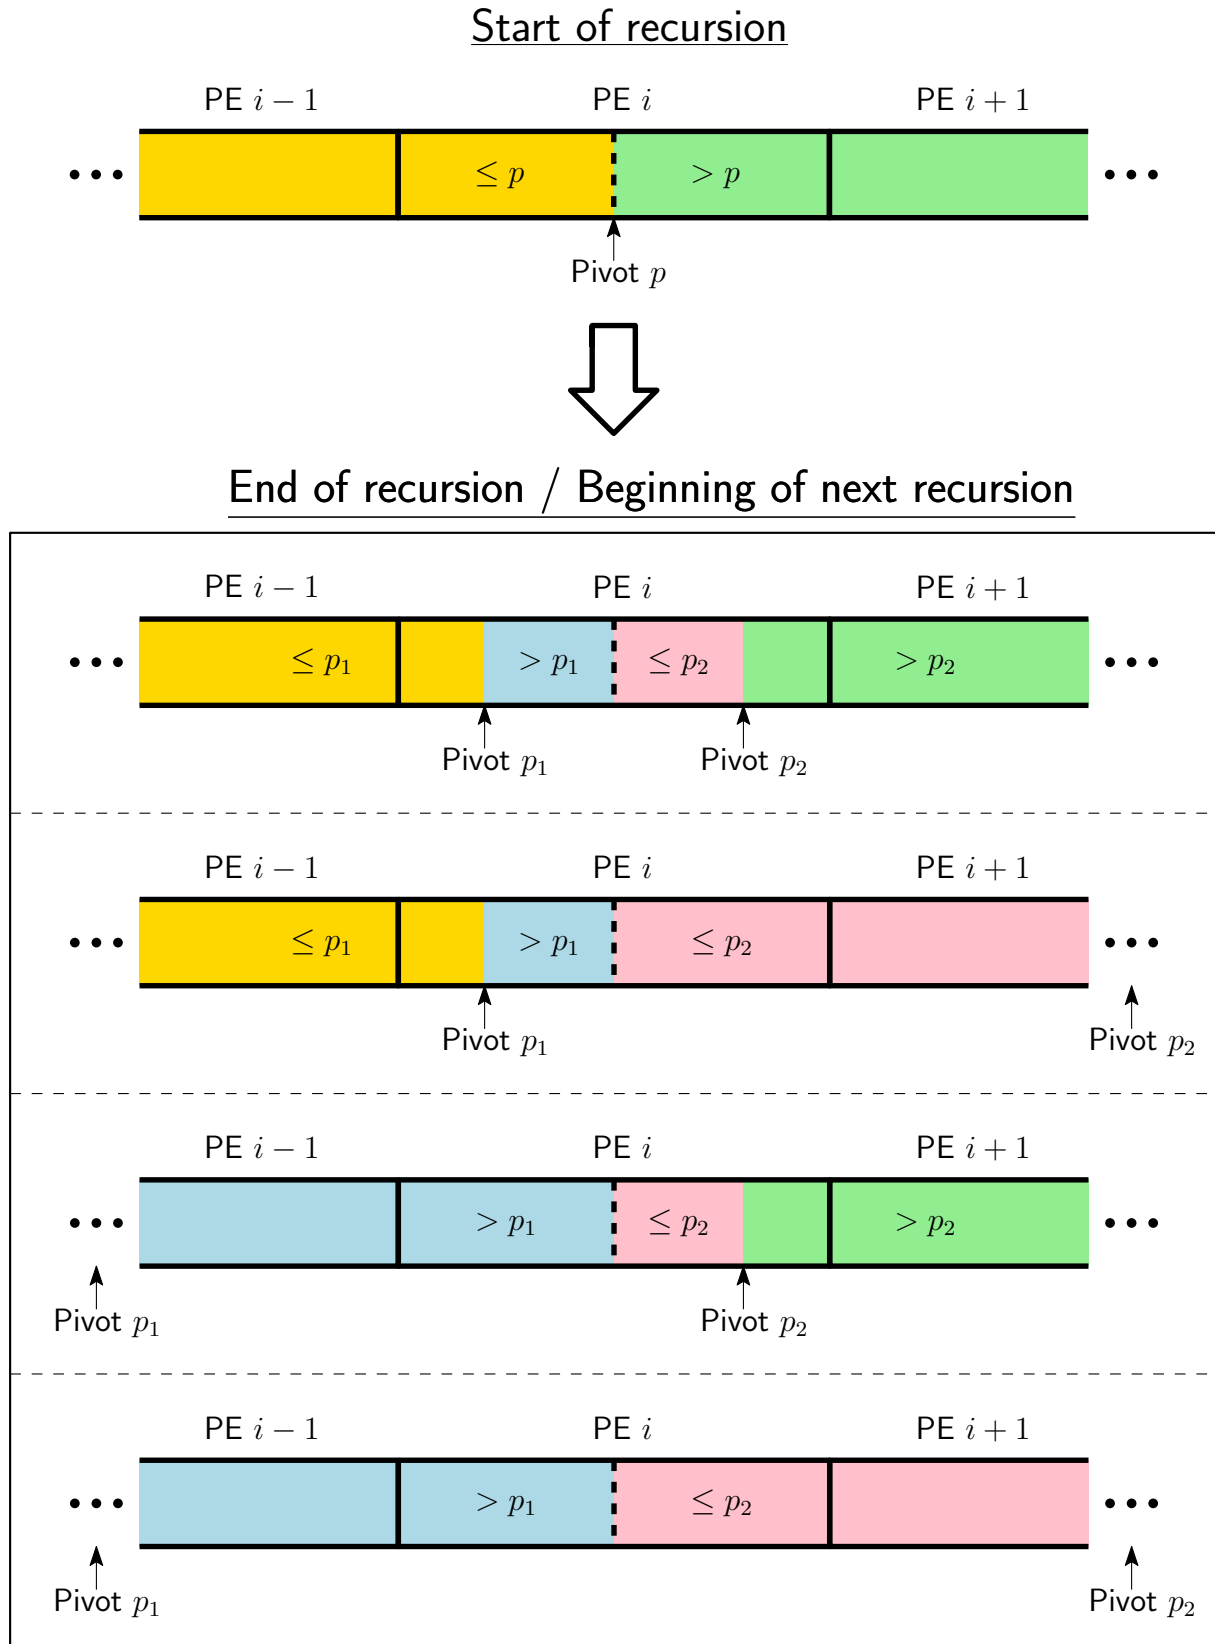 Start of recursion
PE i − 1 PE i PE i + 1
••• ≤ p > p •••
Pivot p
End of recursion / Beginning of next recursion
PE i − 1 PE i PE i + 1
••• ≤ p₁ > p₁ ≤ p₂ > p₂ •••
Pivot p₁ Pivot p₂
PE i − 1 PE i PE i + 1
••• ≤ p₁ > p₁ ≤ p₂ •••
Pivot p₁ Pivot p₂
PE i − 1 PE i PE i + 1
••• > p₁ ≤ p₂ > p₂ •••
Pivot p₁ Pivot p₂
PE i − 1 PE i PE i + 1
••• > p₁ ≤ p₂ •••
Pivot p₁ Pivot p₂